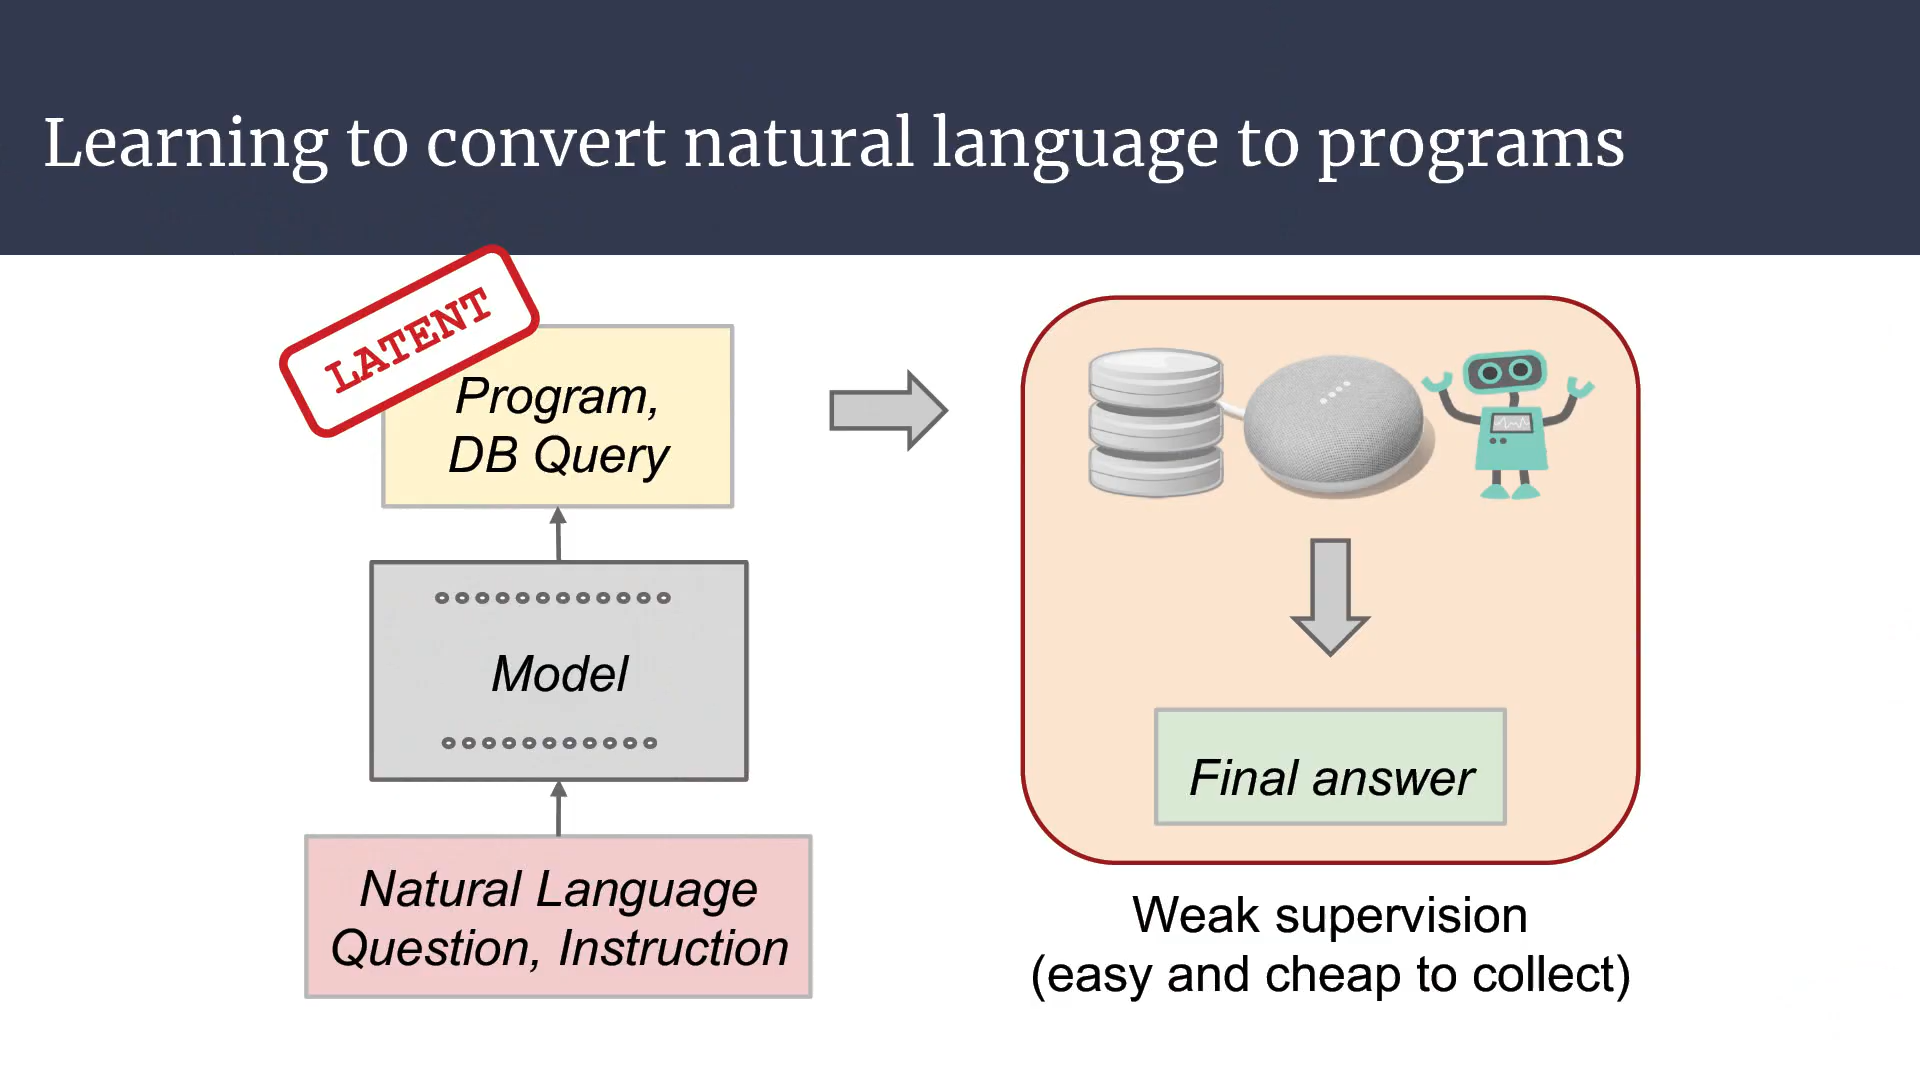 Learning to convert natural language to programs
LATENT
Program,
DB Query
Model
Natural Language
Question, Instruction
Final answer
Weak supervision
(easy and cheap to collect)